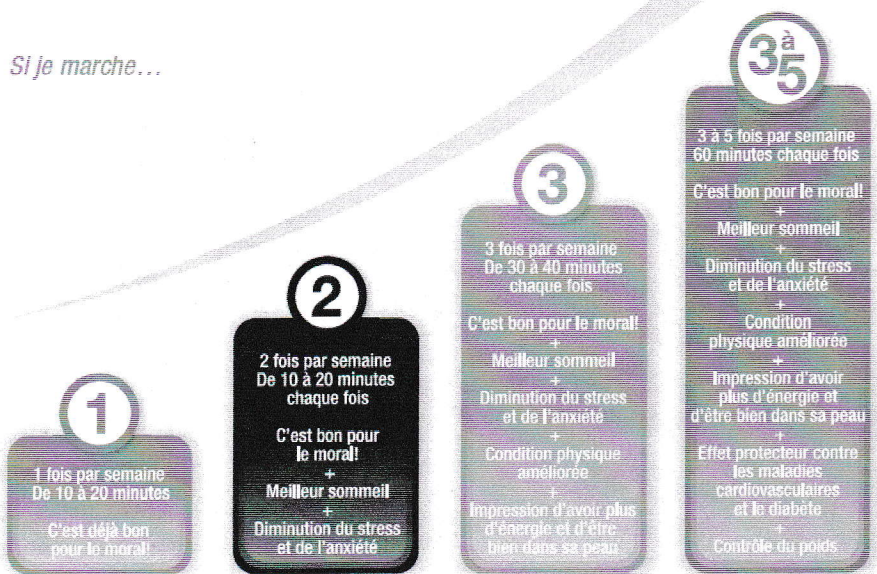 Si je marche...
1
1 fois par semaine
De 10 à 20 minutes
C'est déjà bon
pour le moral!
2
2 fois par semaine
De 10 à 20 minutes
chaque fois
C'est bon pour
le moral!
+
Meilleur sommeil
+
Diminution du stress
et de l'anxiété
3
3 fois par semaine
De 30 à 40 minutes
chaque fois
C'est bon pour le moral!
+
Meilleur sommeil
+
Diminution du stress
et de l'anxiété
+
Condition physique
améliorée
+
Impression d'avoir plus
d'énergie et d'être
bien dans sa peau
3 à 5
3 à 5 fois par semaine
60 minutes chaque fois
C'est bon pour le moral!
+
Meilleur sommeil
+
Diminution du stress
et de l'anxiété
+
Condition
physique améliorée
+
Impression d'avoir
plus d'énergie et
d'être bien dans sa peau
+
Effet protecteur contre
les maladies
cardiovasculaires
et le diabète
+
Contrôle du poids